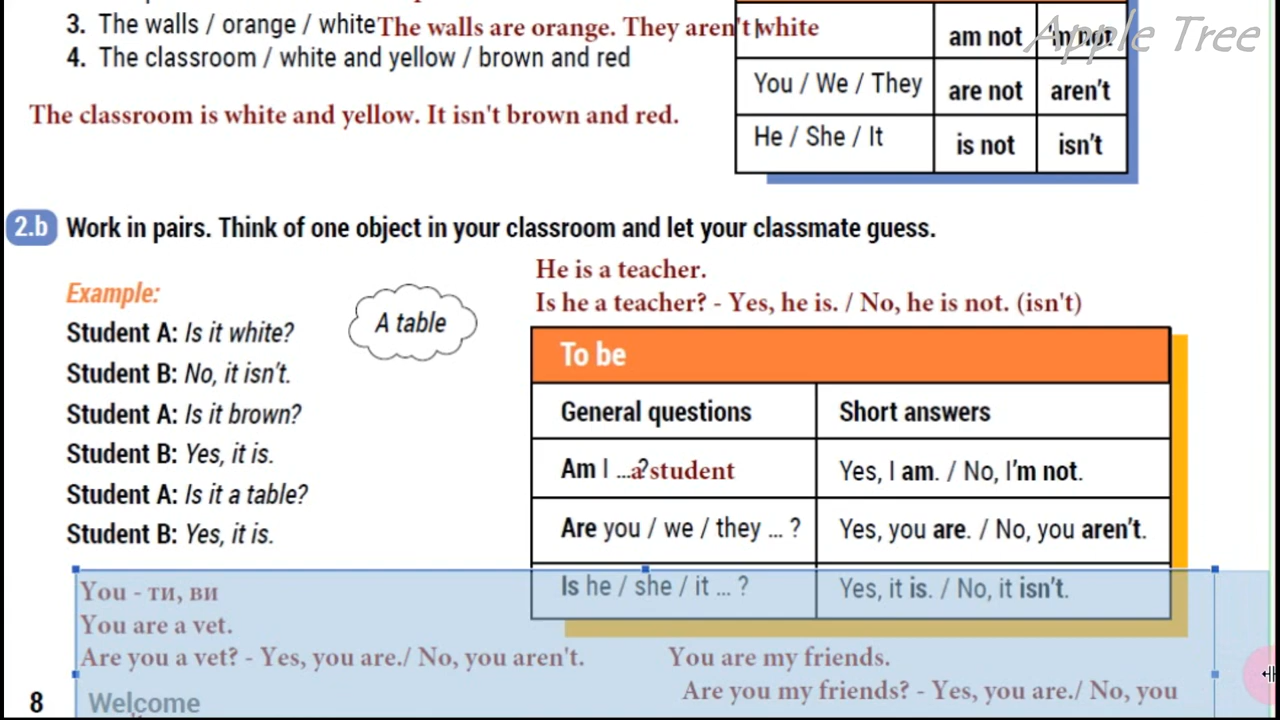 3. The walls / orange / white The walls are orange. They aren't white
4. The classroom / white and yellow / brown and red
The classroom is white and yellow. It isn't brown and red.
am not 'm not
You / We / They are not aren't
He / She / It is not isn't
Apple Tree
2.b Work in pairs. Think of one object in your classroom and let your classmate guess.
Example:
Student A: Is it white?
Student B: No, it isn't.
Student A: Is it brown?
Student B: Yes, it is.
Student A: Is it a table?
Student B: Yes, it is.
A table
He is a teacher.
Is he a teacher? - Yes, he is. / No, he is not. (isn't)
To be
General questions Short answers
Am I ...? a student Yes, I am. / No, I'm not.
Are you / we / they ... ? Yes, you are. / No, you aren't.
Is he / she / it ... ? Yes, it is. / No, it isn't.
You - ти, ви
You are a vet.
Are you a vet? - Yes, you are./ No, you aren't.
You are my friends.
Are you my friends? - Yes, you are./ No, you
8 Welcome